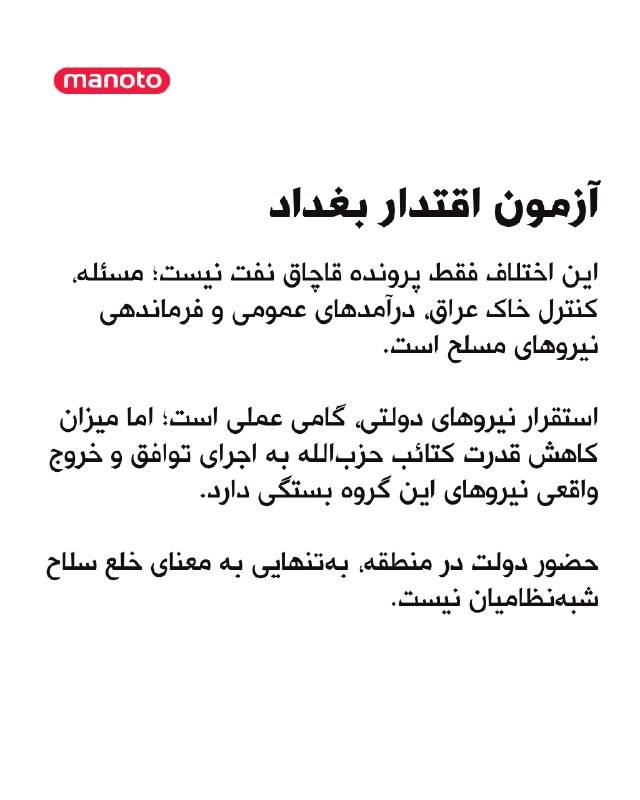 manoto
آزمون اقتدار بغداد
این اختلاف فقط پرونده قاچاق نفت نیست؛ مسئله،
کنترل خاک عراق، درآمدهای عمومی و فرماندهی
نیروهای مسلح است.
استقرار نیروهای دولتی، گامی عملی است؛ اما میزان
کاهش قدرت کتائب حزب‌الله به اجرای توافق و خروج
واقعی نیروهای این گروه بستگی دارد.
حضور دولت در منطقه، به‌تنهایی به معنای خلع سلاح
شبه‌نظامیان نیست.